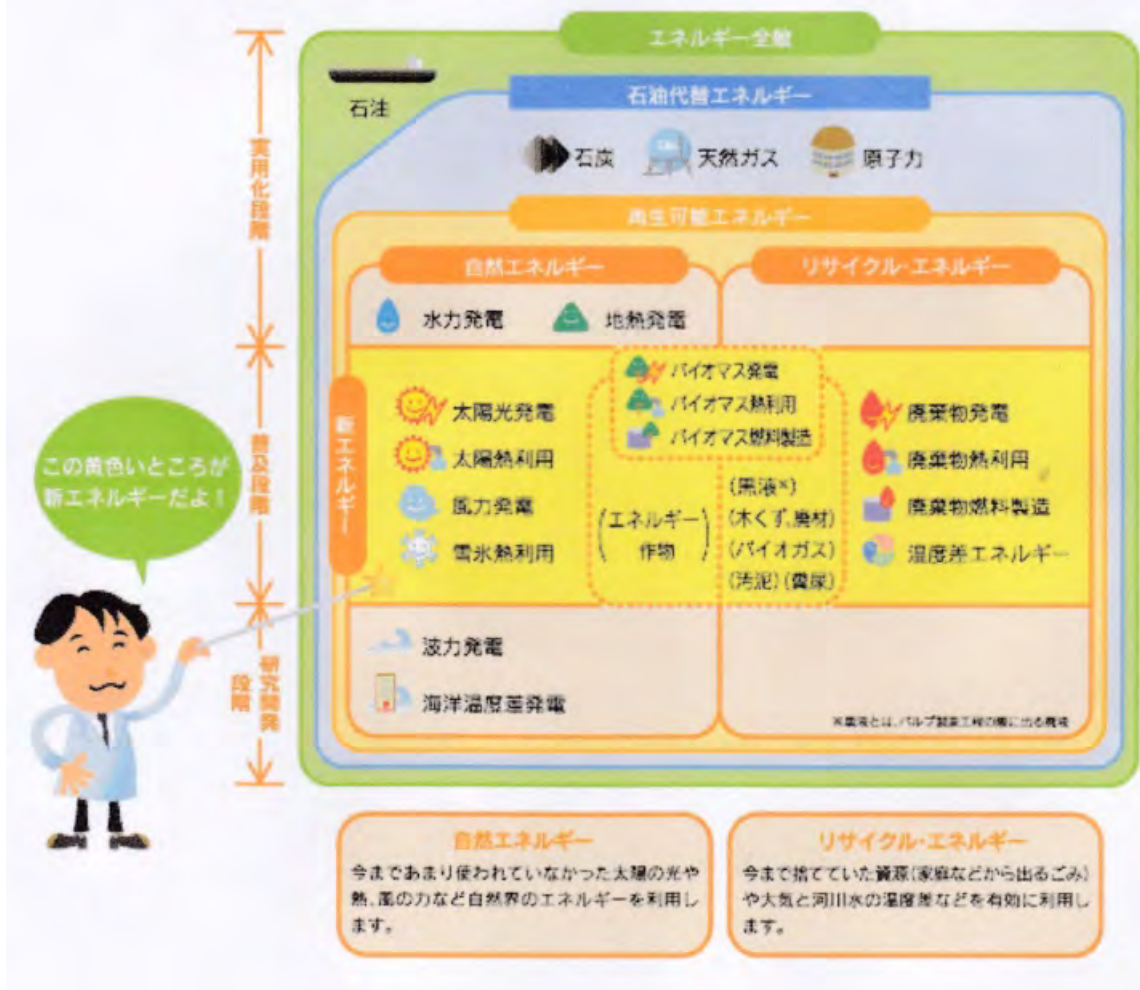 エネルギー全般
石油
石油代替エネルギー
石炭 天然ガス 原子力
再生可能エネルギー
自然エネルギー リサイクル・エネルギー
水力発電 地熱発電
実用化段階
普及段階
研究開発段階
新エネルギー
太陽光発電
太陽熱利用
風力発電
雪氷熱利用
バイオマス発電
バイオマス熱利用
バイオマス燃料製造
(エネルギー
作物)
(黒液※)
(木くず、廃材)
(バイオガス)
(汚泥)(糞尿)
廃棄物発電
廃棄物熱利用
廃棄物燃料製造
温度差エネルギー
波力発電
海洋温度差発電
※黒液とは、パルプ製造工程の際に出る廃液
この黄色いところが
新エネルギーだよ!
自然エネルギー
今まであまり使われていなかった太陽の光や
熱、風の力など自然界のエネルギーを利用し
ます。
リサイクル・エネルギー
今まで捨てていた資源(家庭などから出るごみ)
や大気と河川水の温度差などを有効に利用し
ます。